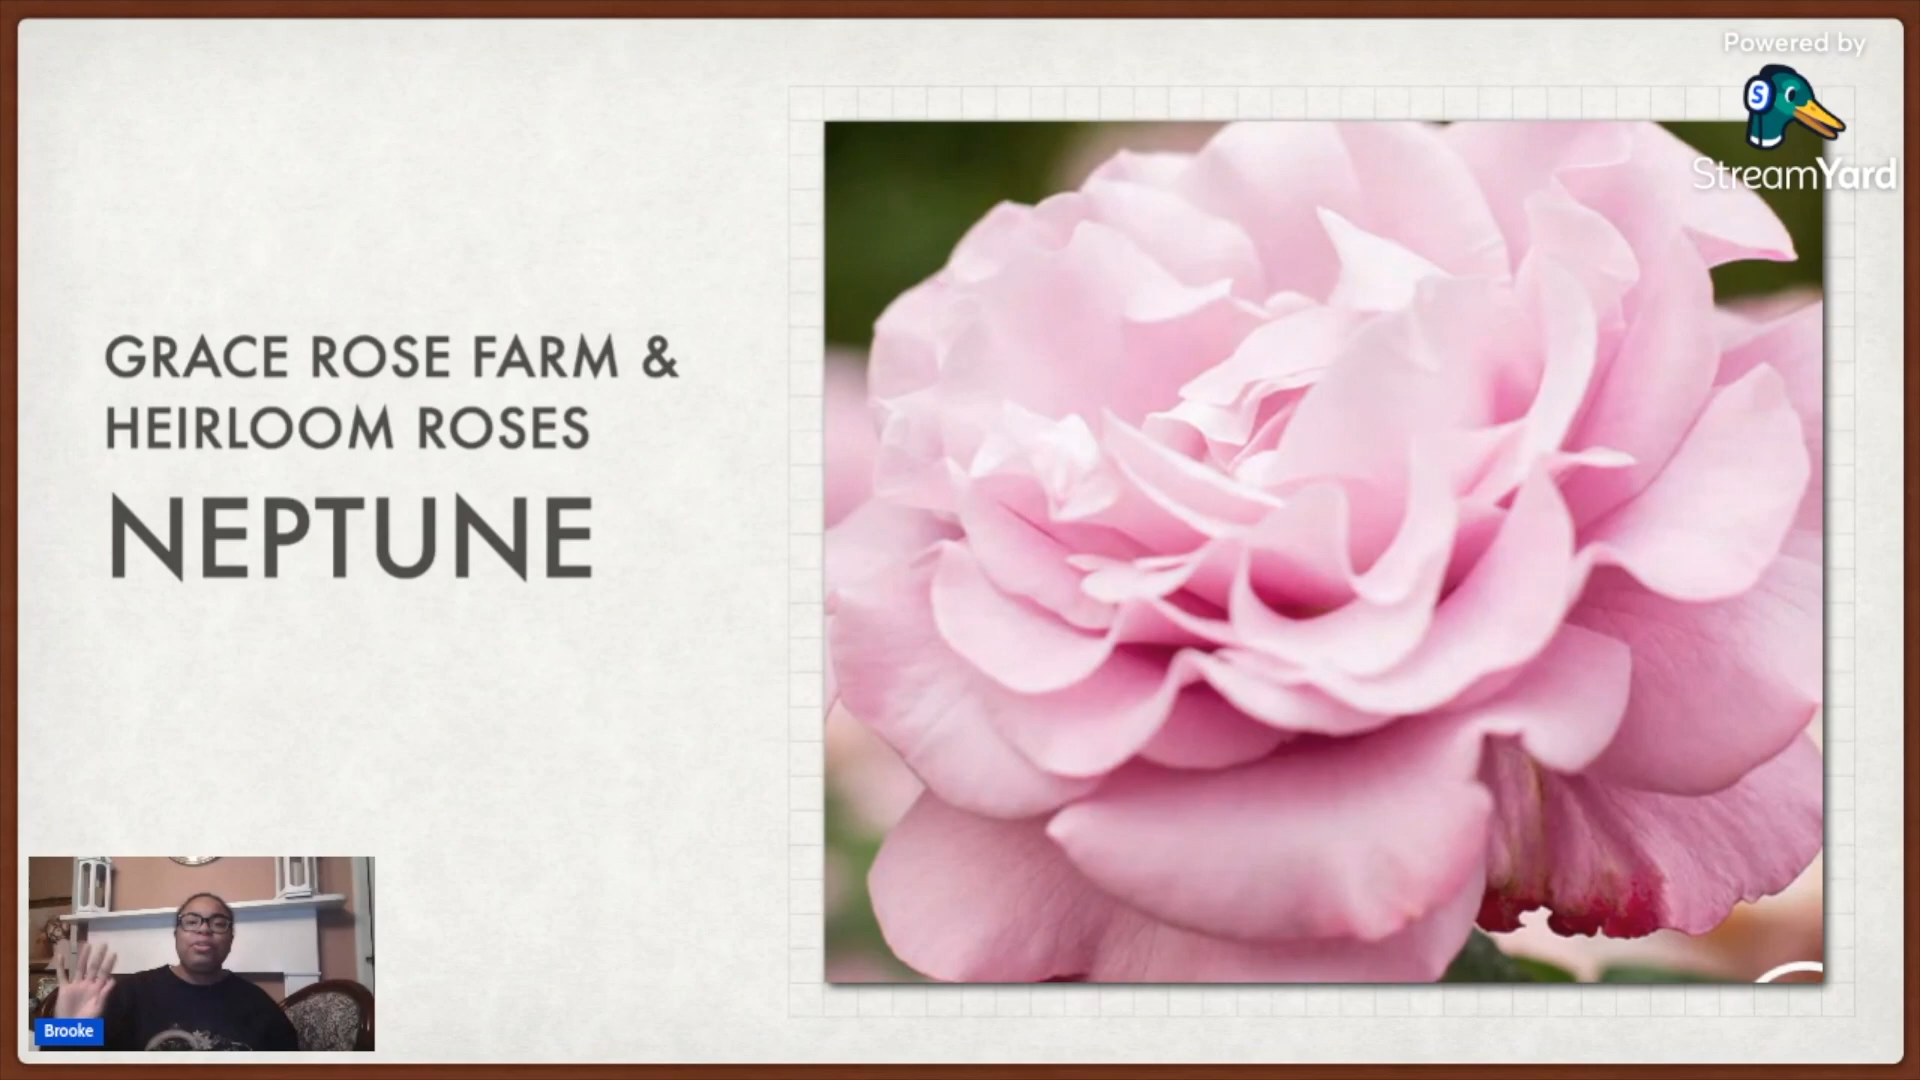 Powered by
S
StreamYard
GRACE ROSE FARM &
HEIRLOOM ROSES
NEPTUNE
Brooke